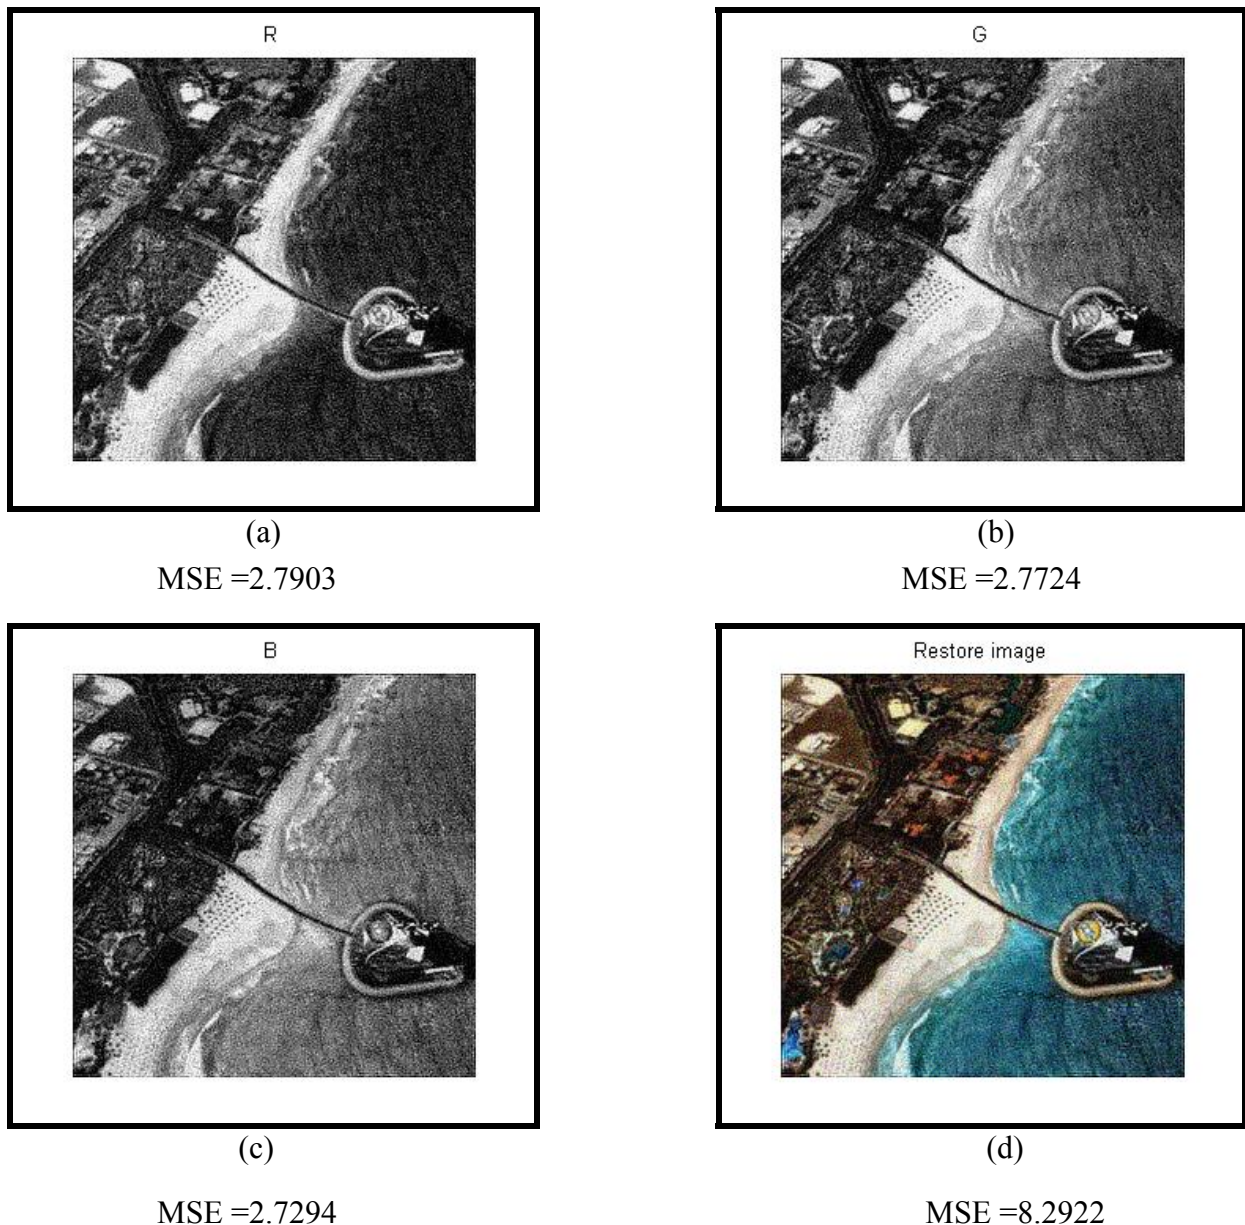 R
G
(a)
(b)
MSE =2.7903
MSE =2.7724
B
Restore image
(c)
(d)
MSE =2.7294
MSE =8.2922